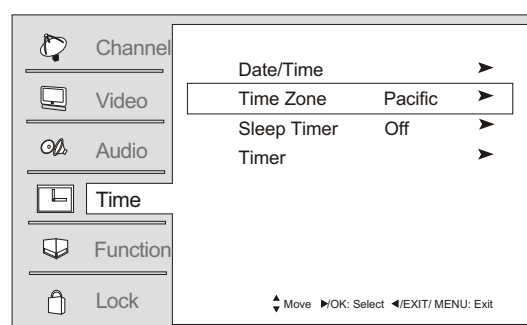 Channel
Video
Audio
Time
Function
Lock
Date/Time
Time Zone Pacific
Sleep Timer Off
Timer
Move /OK: Select /EXIT/ MENU: Exit